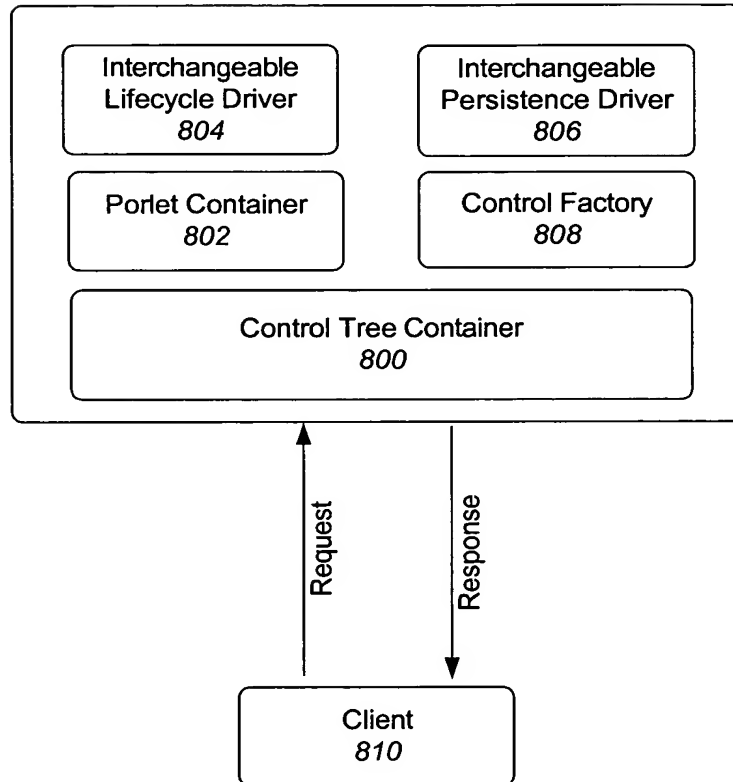 Interchangeable
Lifecycle Driver
804
Interchangeable
Persistence Driver
806
Porlet Container
802
Control Factory
808
Control Tree Container
800
Request
Response
Client
810